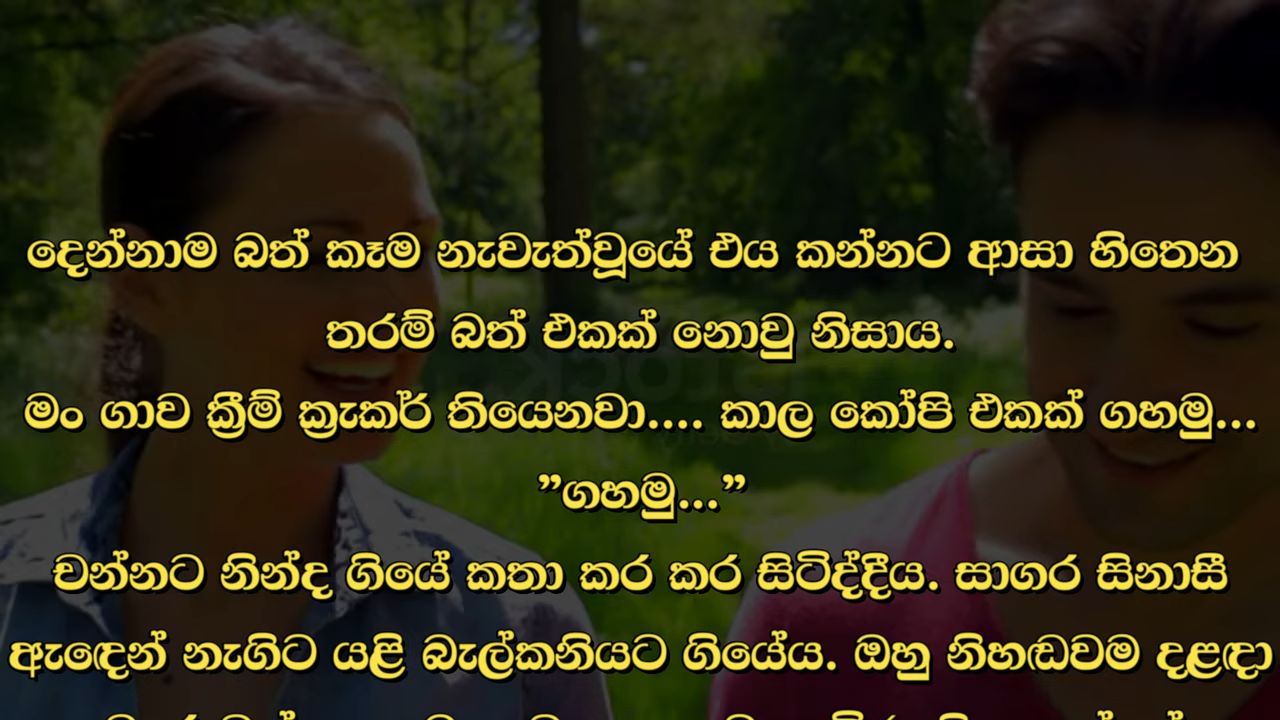 දෙන්නාම බත් කෑම නැවැත්වූයේ එය කන්නට ආසා හිතෙන
තරම් බත් එකක් නොවු නිසාය.
මං ගාව ක්‍රීම් ක්‍රැකර් තියෙනවා.... කාල කෝපි එකක් ගහමු...
”ගහමු...”
චන්නට නින්ද ගියේ කතා කර කර සිටිද්දීය. සාගර සිනාසී
ඇඳෙන් නැගිට යළි බැල්කනියට ගියේය. ඔහු නිහඬවම දළඳා